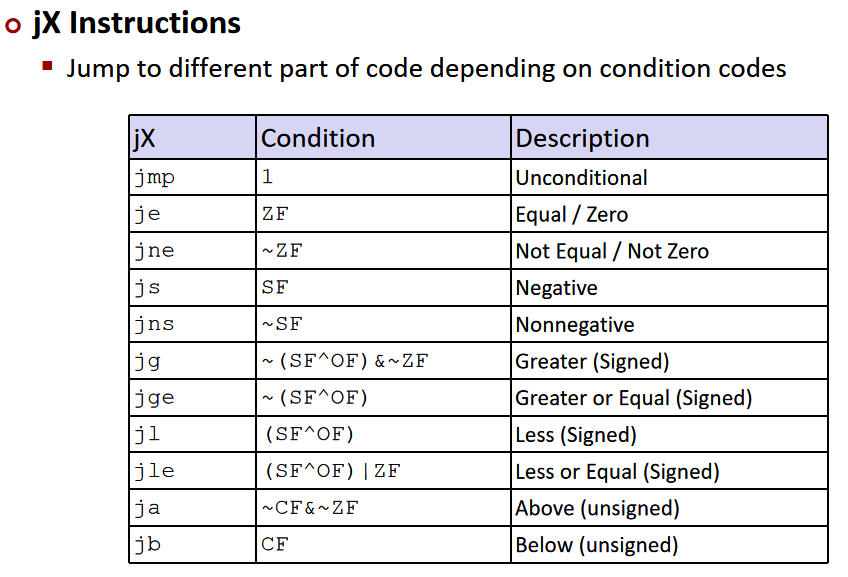 jX Instructions
Jump to different part of code depending on condition codes
jX Condition Description
jmp 1 Unconditional
je ZF Equal / Zero
jne ~ZF Not Equal / Not Zero
js SF Negative
jns ~SF Nonnegative
jg ~(SF^OF)&~ZF Greater (Signed)
jge ~(SF^OF) Greater or Equal (Signed)
jl (SF^OF) Less (Signed)
jle (SF^OF)|ZF Less or Equal (Signed)
ja ~CF&~ZF Above (unsigned)
jb CF Below (unsigned)